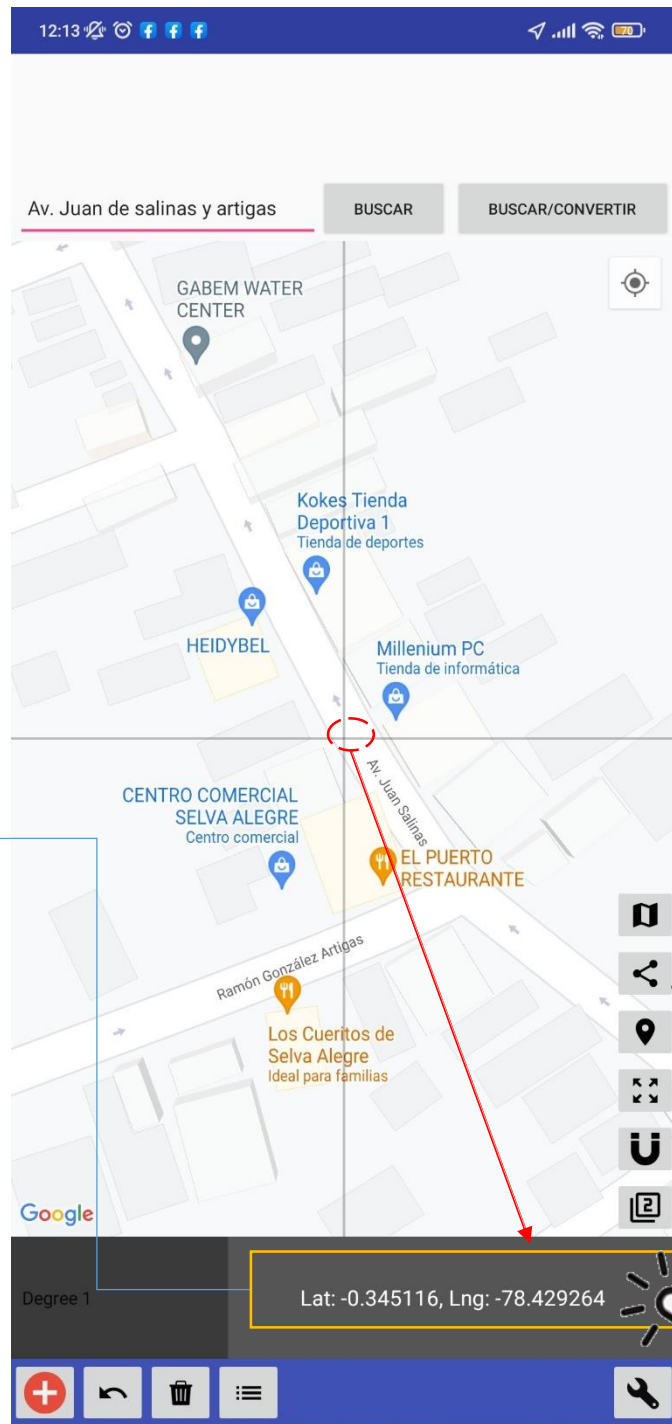 12:13
70
Av. Juan de salinas y artigas
BUSCAR
BUSCAR/CONVERTIR
GABEM WATER
CENTER
Kokes Tienda
Deportiva 1
Tienda de deportes
HEIDYBEL
Millenium PC
Tienda de informática
Av. Juan Salinas
CENTRO COMERCIAL
SELVA ALEGRE
Centro comercial
EL PUERTO
RESTAURANTE
Ramón González Artigas
Los Cueritos de
Selva Alegre
Ideal para familias
2
Google
Degree 1
Lat: -0.345116, Lng: -78.429264